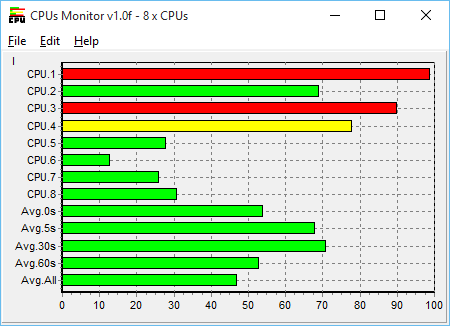 CPU CPUs Monitor v1.0f - 8 x CPUs
File Edit Help
CPU.1
CPU.2
CPU.3
CPU.4
CPU.5
CPU.6
CPU.7
CPU.8
Avg.0s
Avg.5s
Avg.30s
Avg.60s
Avg.All
0 10 20 30 40 50 60 70 80 90 100